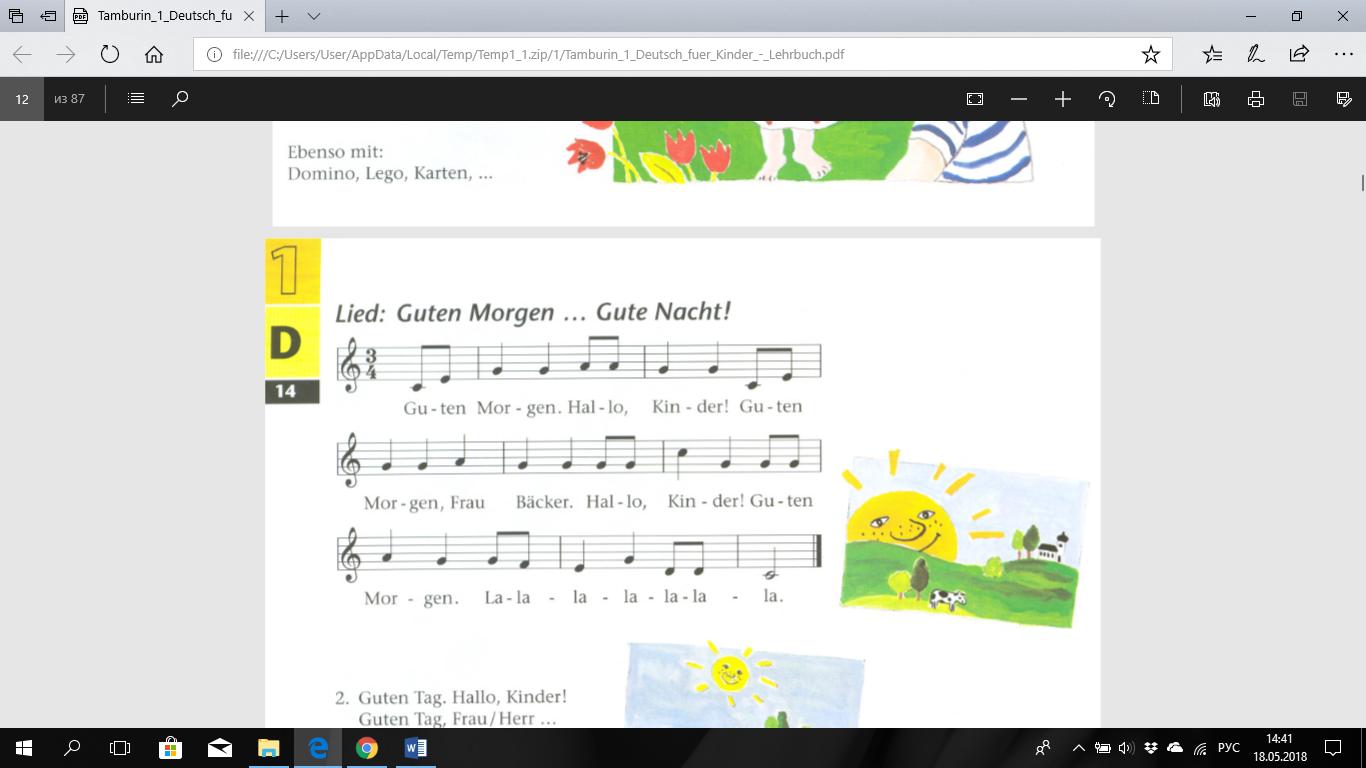 Tamburin_1_Deutsch_fu
file:///C:/Users/User/AppData/Local/Temp/Temp1_1.zip/1/Tamburin_1_Deutsch_fuer_Kinder_-_Lehrbuch.pdf
12 из 87
Ebenso mit:
Domino, Lego, Karten, ...
1
D
14
Lied: Guten Morgen ... Gute Nacht!
3
4
Gu - ten Mor - gen. Hal - lo, Kin - der! Gu - ten
Mor - gen, Frau Bäcker. Hal - lo, Kin - der! Gu - ten
Mor - gen. La - la - la - la - la - la - la.
2. Guten Tag. Hallo, Kinder!
Guten Tag, Frau/Herr ...
РУС
14:41
18.05.2018